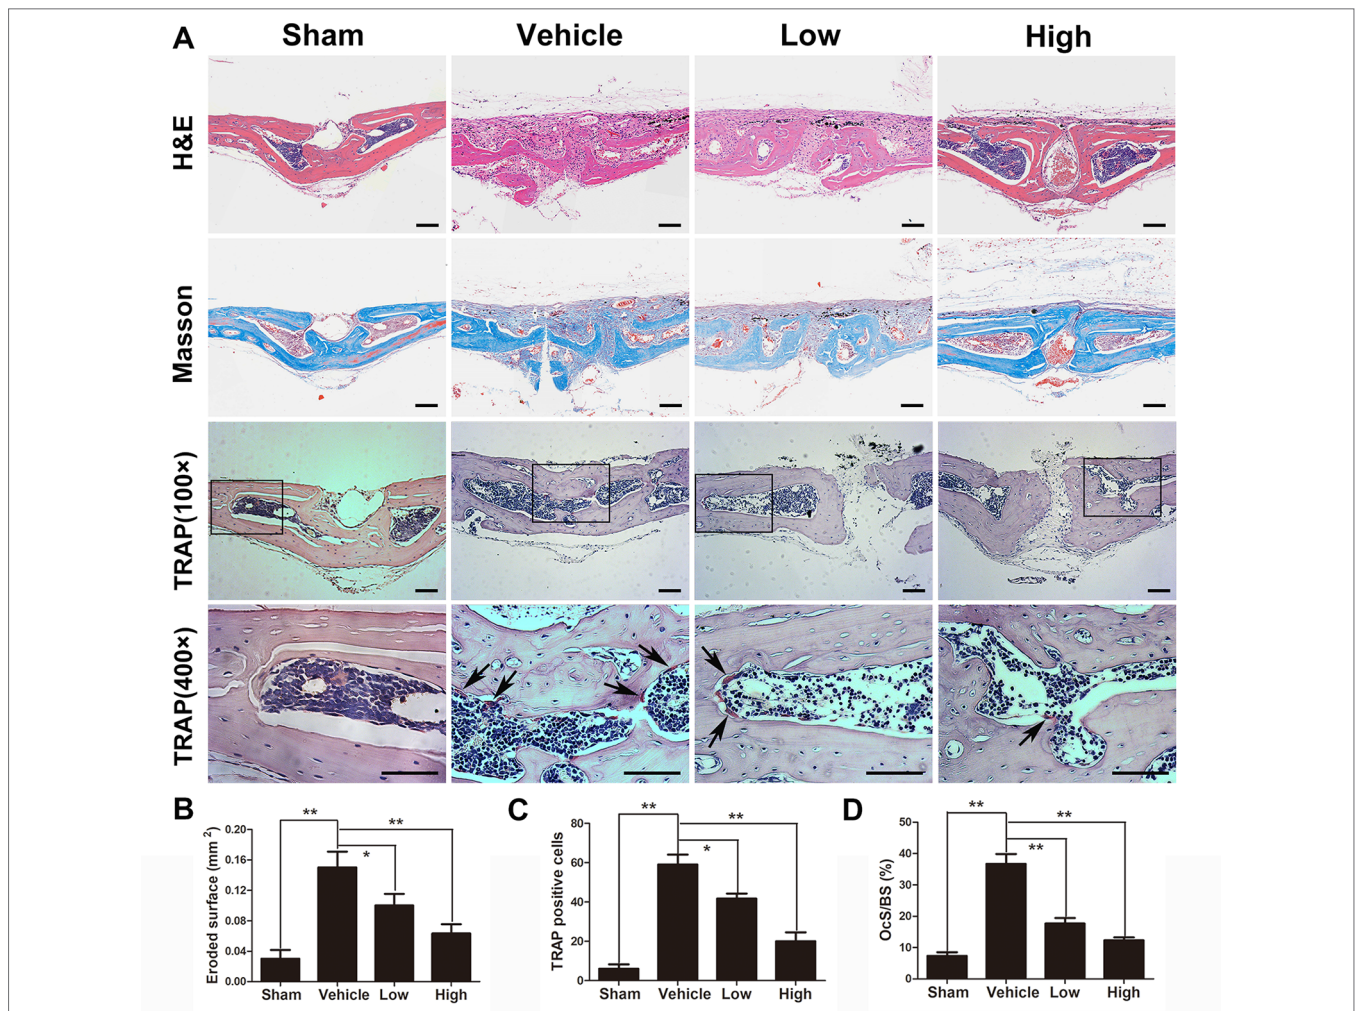 A
Sham Vehicle Low High
H&E
Masson
TRAP(100×)
TRAP(400×)
B
Eroded surface (mm²)
0.20
0.16
0.12
0.08
0.04
0.00
** ** *
Sham Vehicle Low High
C
TRAP positive cells
80
60
40
20
0
** ** *
Sham Vehicle Low High
D
OcS/BS (%)
50
40
30
20
10
0
** ** **
Sham Vehicle Low High